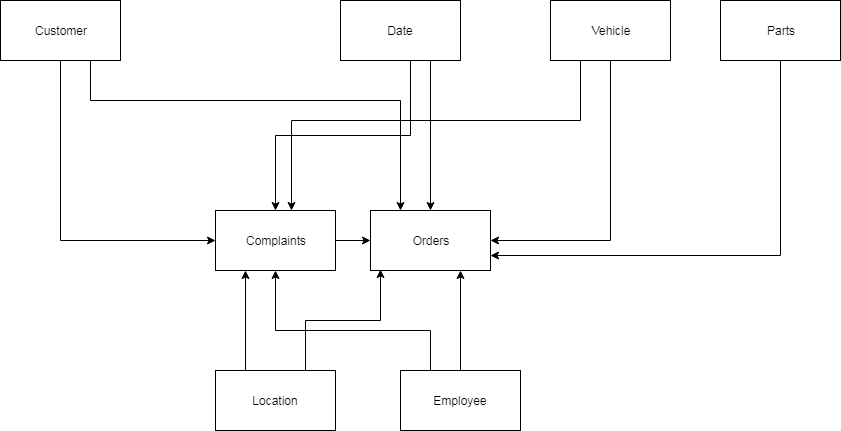 Customer
Date
Vehicle
Parts
Complaints
Orders
Location
Employee